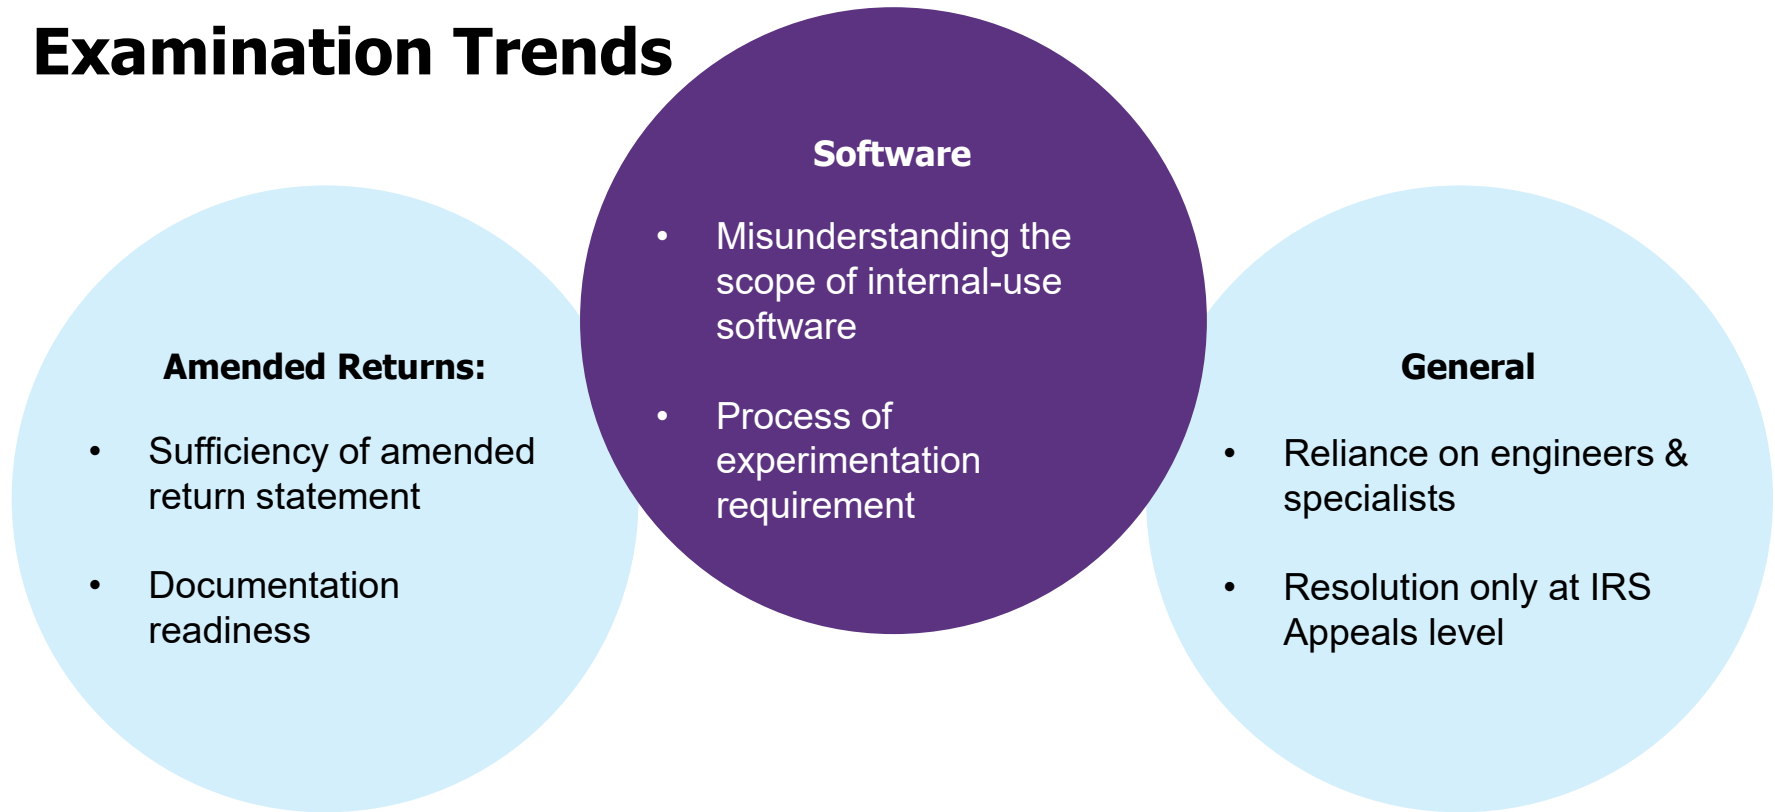 Examination Trends
Software
• Misunderstanding the
scope of internal-use
software
• Process of
experimentation
requirement
Amended Returns:
• Sufficiency of amended
return statement
• Documentation
readiness
General
• Reliance on engineers &
specialists
• Resolution only at IRS
Appeals level